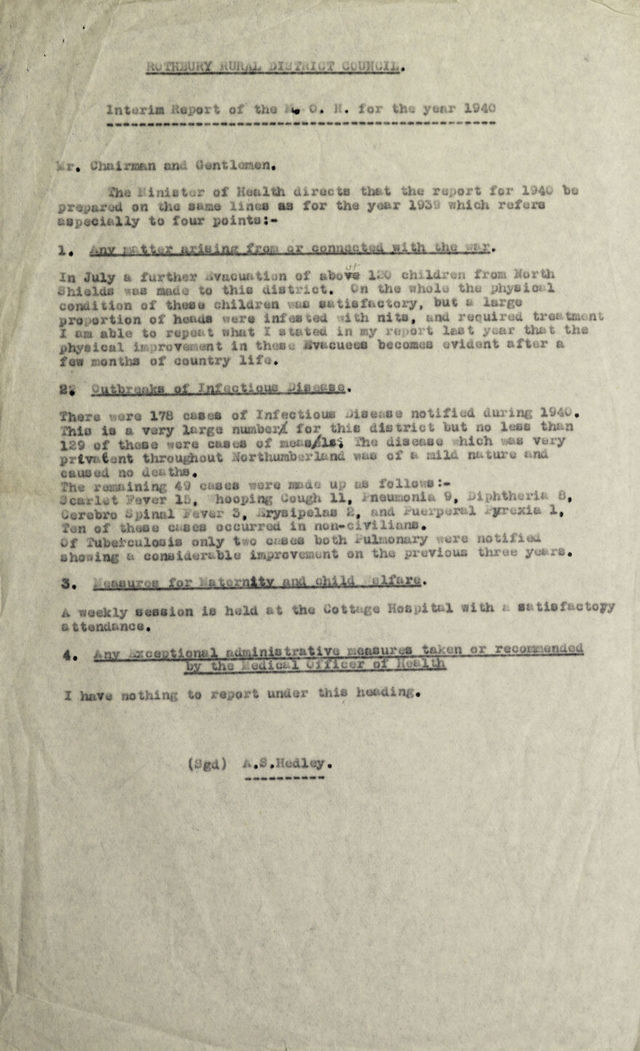 ROTHBURY RURAL DISTRICT COUNCIL.
Interim Report of the M. O. H. for the year 1940
Mr. Chairman and Gentlemen.
The Minister of Health directs that the report for 1940 be
prepared on the same lines as for the year 1939 which refers
especially to four points:-
1. Any matter arising from or connected with the war.
In July a further Evacuation of above 120 children from North
Shields was made to this district. On the whole the physical
condition of these children was satisfactory, but a large
proportion of heads were infested with nits, and required treatment
I am able to repeat what I stated in my report last year that the
physical improvement in these Evacuees becomes evident after a
few months of country life.
2. Outbreaks of Infectious Disease.
There were 178 cases of Infectious Disease notified during 1940.
This is a very large number for this district but no less than
129 of these were cases of measles; The disease which was very
privatent throughout Northumberland was of a mild nature and
caused no deaths.
The remaining 49 cases were made up as follows:-
Scarlet Fever 15, Whooping Cough 11, Pneumonia 9, Diphtheria 8,
Cerebro Spinal Fever 3, Erysipelas 2, and Puerperal Pyrexia 1,
Ten of these cases occurred in non-civilians.
Of Tuberculosis only two cases both Pulmonary were notified
showing a considerable improvement on the previous three years.
3. Measures for Maternity and child Welfare.
A weekly session is held at the Cottage Hospital with a satisfactory
attendance.
4. Any Exceptional administrative measures taken or recommended
by the Medical Officer of Health
I have nothing to report under this heading.
(Sgd) A.S.Hedley.